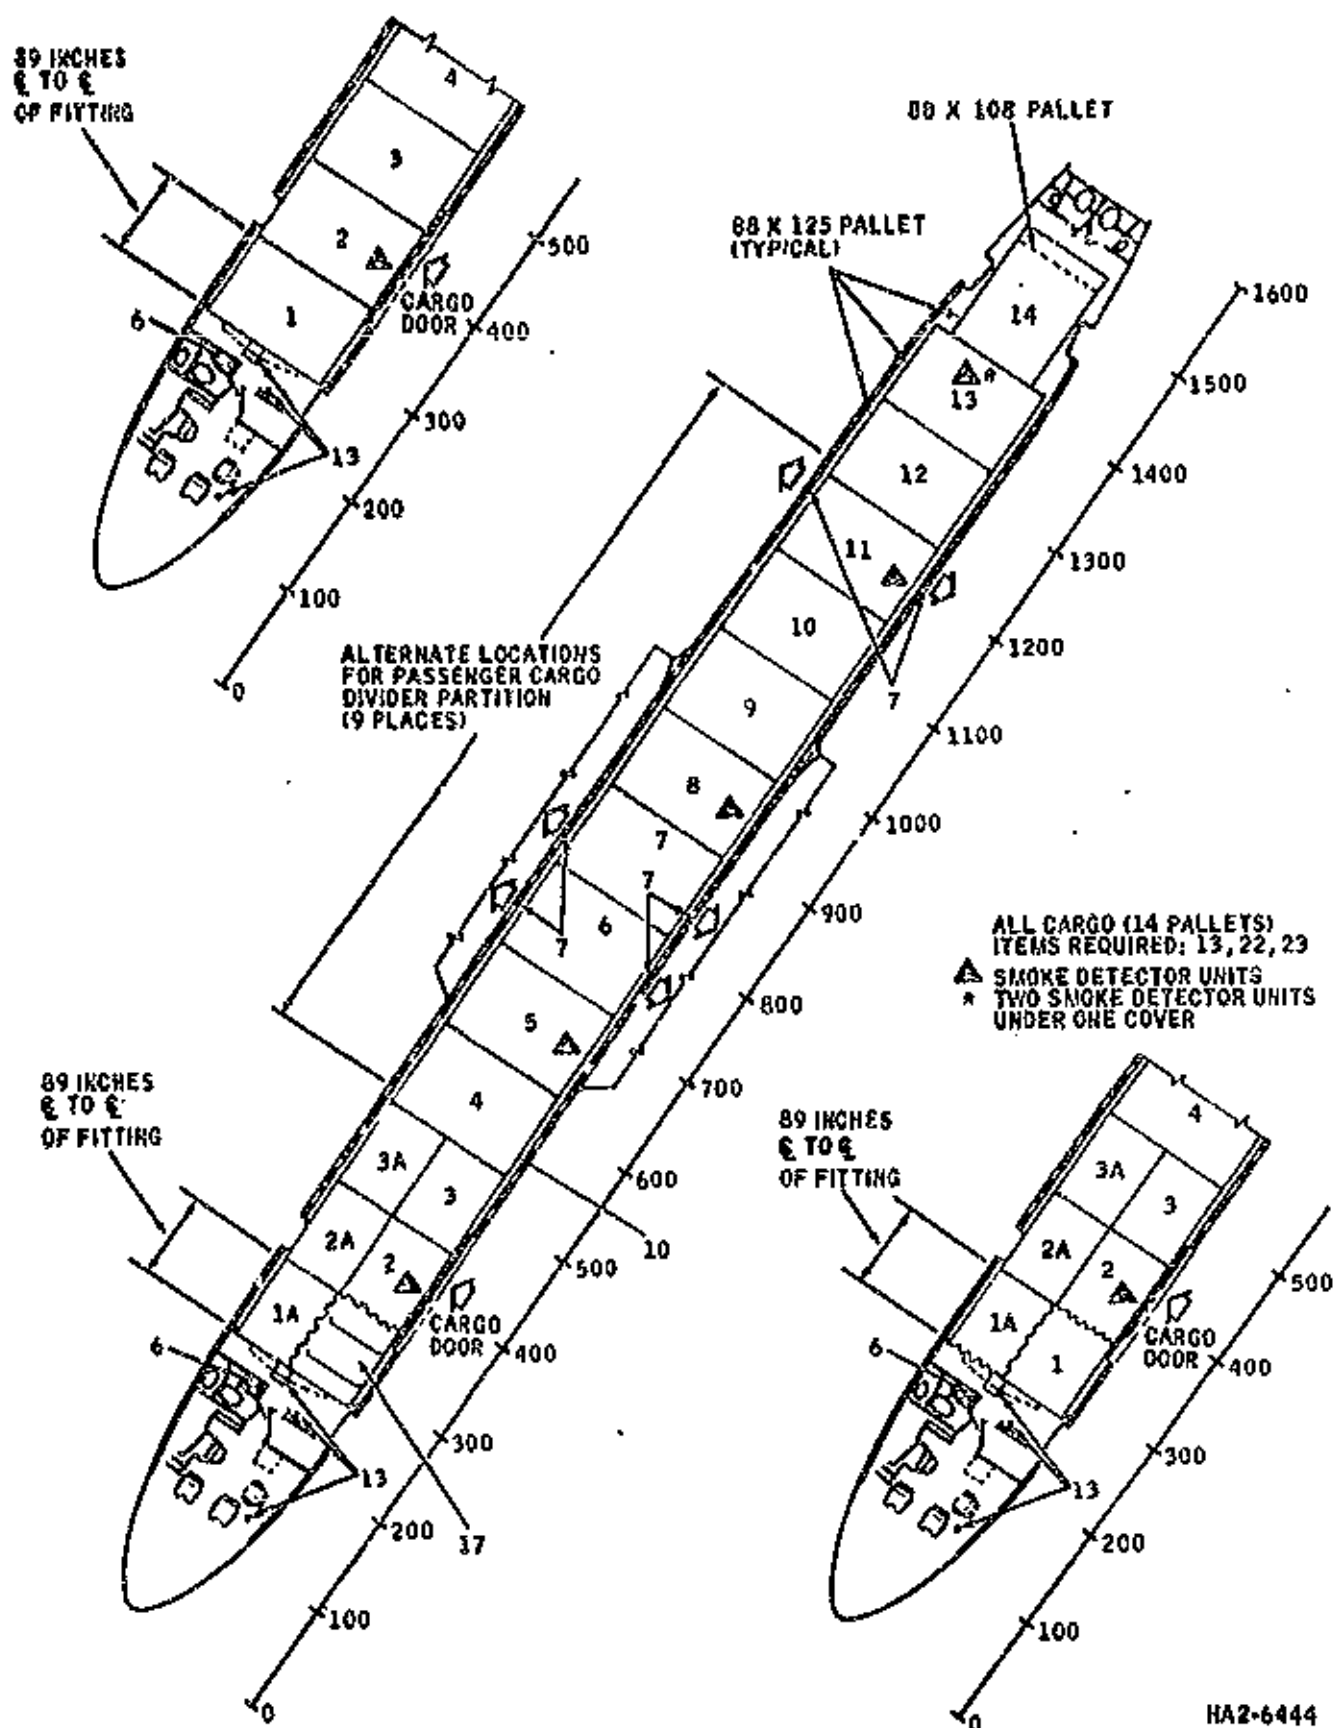 89 INCHES
℄ TO ℄
OF FITTING
4
3
2
1
CARGO
DOOR
6
13
500
400
300
200
100
0
88 X 108 PALLET
88 X 125 PALLET
(TYPICAL)
14
13
*
12
11
10
9
8
7
6
5
4
3A
3
2A
2
1A
7
7
7
10
ALTERNATE LOCATIONS
FOR PASSENGER CARGO
DIVIDER PARTITION
(9 PLACES)
1600
1500
1400
1300
1200
1100
1000
900
800
700
600
500
400
300
200
100
0
89 INCHES
℄ TO ℄
OF FITTING
CARGO
DOOR
6
13
17
ALL CARGO (14 PALLETS)
ITEMS REQUIRED: 13, 22, 23
SMOKE DETECTOR UNITS
* TWO SMOKE DETECTOR UNITS
UNDER ONE COVER
89 INCHES
℄ TO ℄
OF FITTING
4
3A
3
2A
2
1A
1
CARGO
DOOR
6
13
500
400
300
200
100
0
HA2-6444